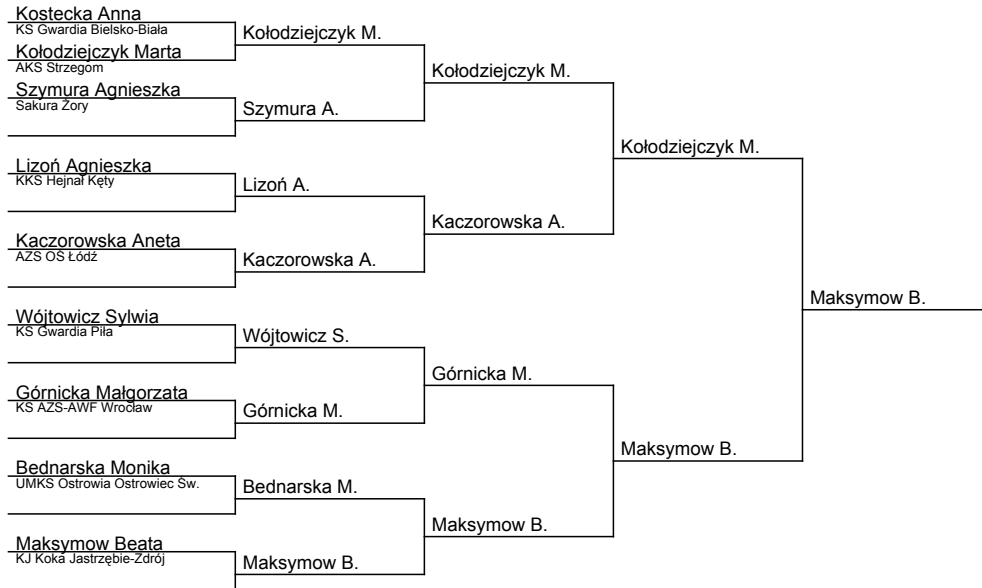 Kostecka Anna
KS Gwardia Bielsko-Biała
Kołodziejczyk Marta
AKS Strzegom
Szymura Agnieszka
Sakura Żory
Lizoń Agnieszka
KKS Hejnał Kęty
Kaczorowska Aneta
AZS OŚ Łódź
Wójtowicz Sylwia
KS Gwardia Piła
Górnicka Małgorzata
KS AZS-AWF Wrocław
Bednarska Monika
UMKS Ostrowia Ostrowiec Św.
Maksymow Beata
KJ Koka Jastrzębie-Zdrój
Kołodziejczyk M.
Szymura A.
Lizoń A.
Kaczorowska A.
Wójtowicz S.
Górnicka M.
Bednarska M.
Maksymow B.
Kołodziejczyk M.
Kaczorowska A.
Górnicka M.
Maksymow B.
Kołodziejczyk M.
Maksymow B.
Maksymow B.